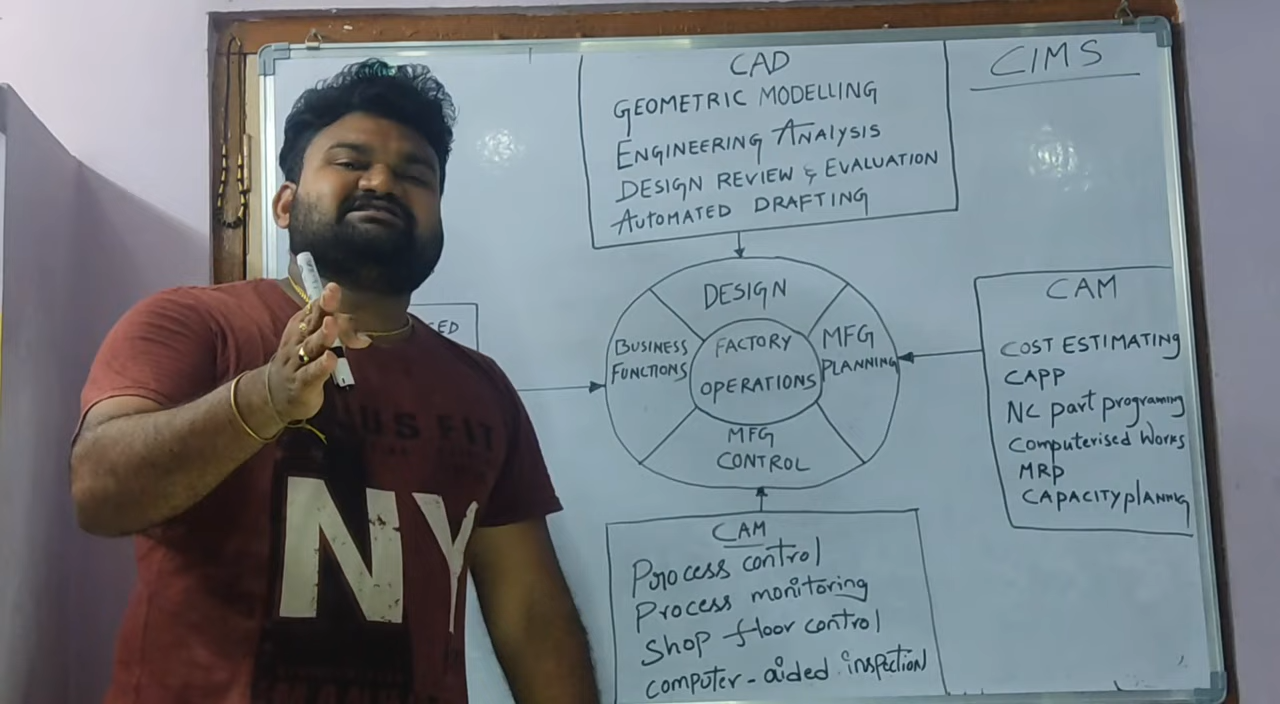 CIMS
CAD
GEOMETRIC MODELLING
ENGINEERING ANALYSIS
DESIGN REVIEW & EVALUATION
AUTOMATED DRAFTING
DESIGN
BUSINESS
FUNCTIONS
FACTORY
OPERATIONS
MFG
PLANNING
MFG
CONTROL
CAM
COST ESTIMATING
CAPP
NC part programing
Computerised Works
MRP
CAPACITY planning
CAM
Process control
Process monitoring
Shop floor control
computer-aided inspection
FIT
NY